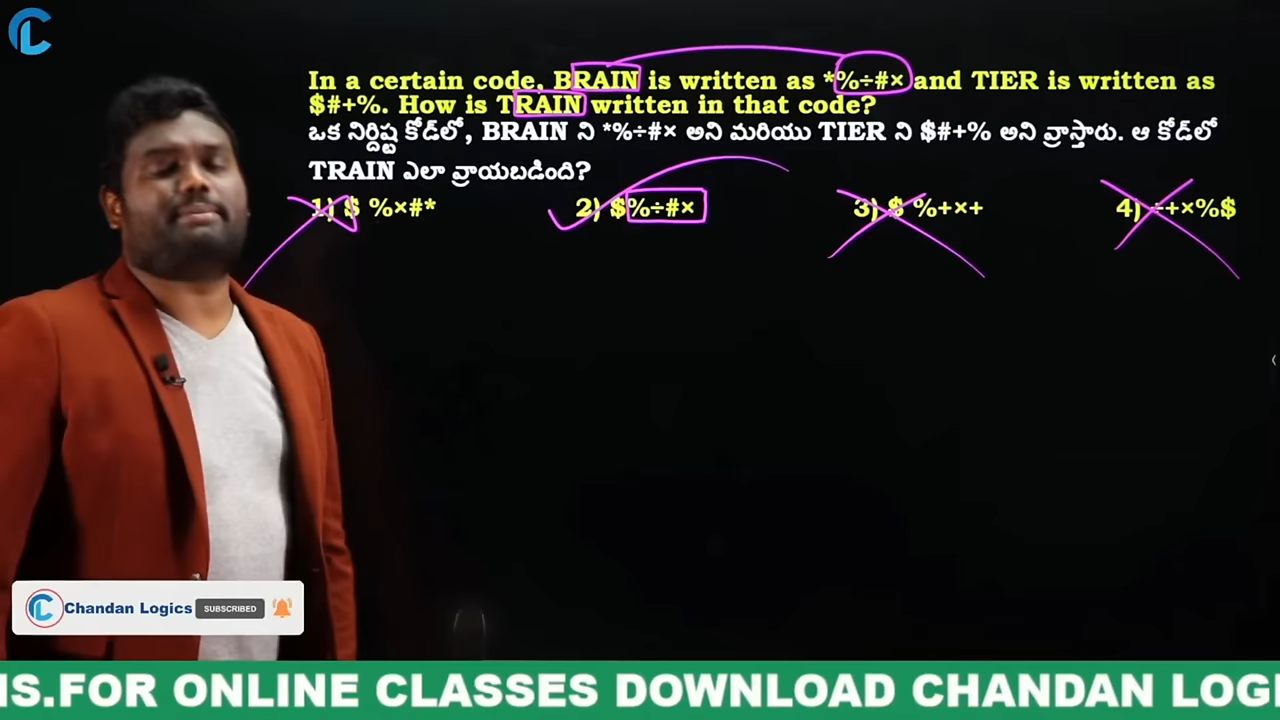 In a certain code, BRAIN is written as *%÷#× and TIER is written as
$#+%. How is TRAIN written in that code?
ఒక నిర్దిష్ట కోడ్‌లో, BRAIN ని *%÷#× అని మరియు TIER ని $#+% అని వ్రాస్తారు. ఆ కోడ్‌లో
TRAIN ఎలా వ్రాయబడింది?
1) $ %×#* 2) $%÷#× 3) $ %+×+ 4) ÷+×%$
Chandan Logics SUBSCRIBED
IS.FOR ONLINE CLASSES DOWNLOAD CHANDAN LOGI